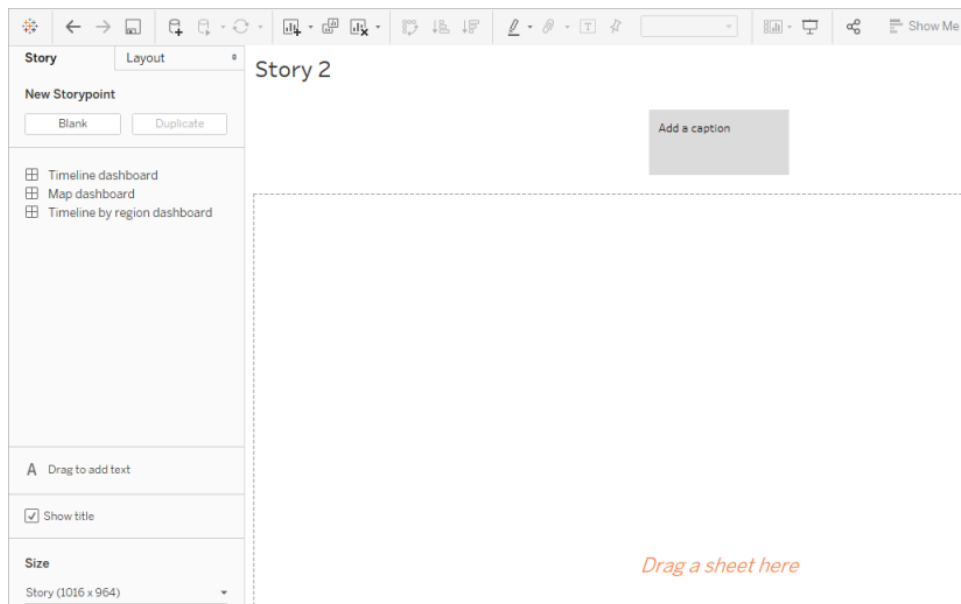 Show Me
Story
Layout
Story 2
New Storypoint
Blank
Duplicate
Add a caption
Timeline dashboard
Map dashboard
Timeline by region dashboard
A Drag to add text
Show title
Drag a sheet here
Size
Story (1016 x 964)